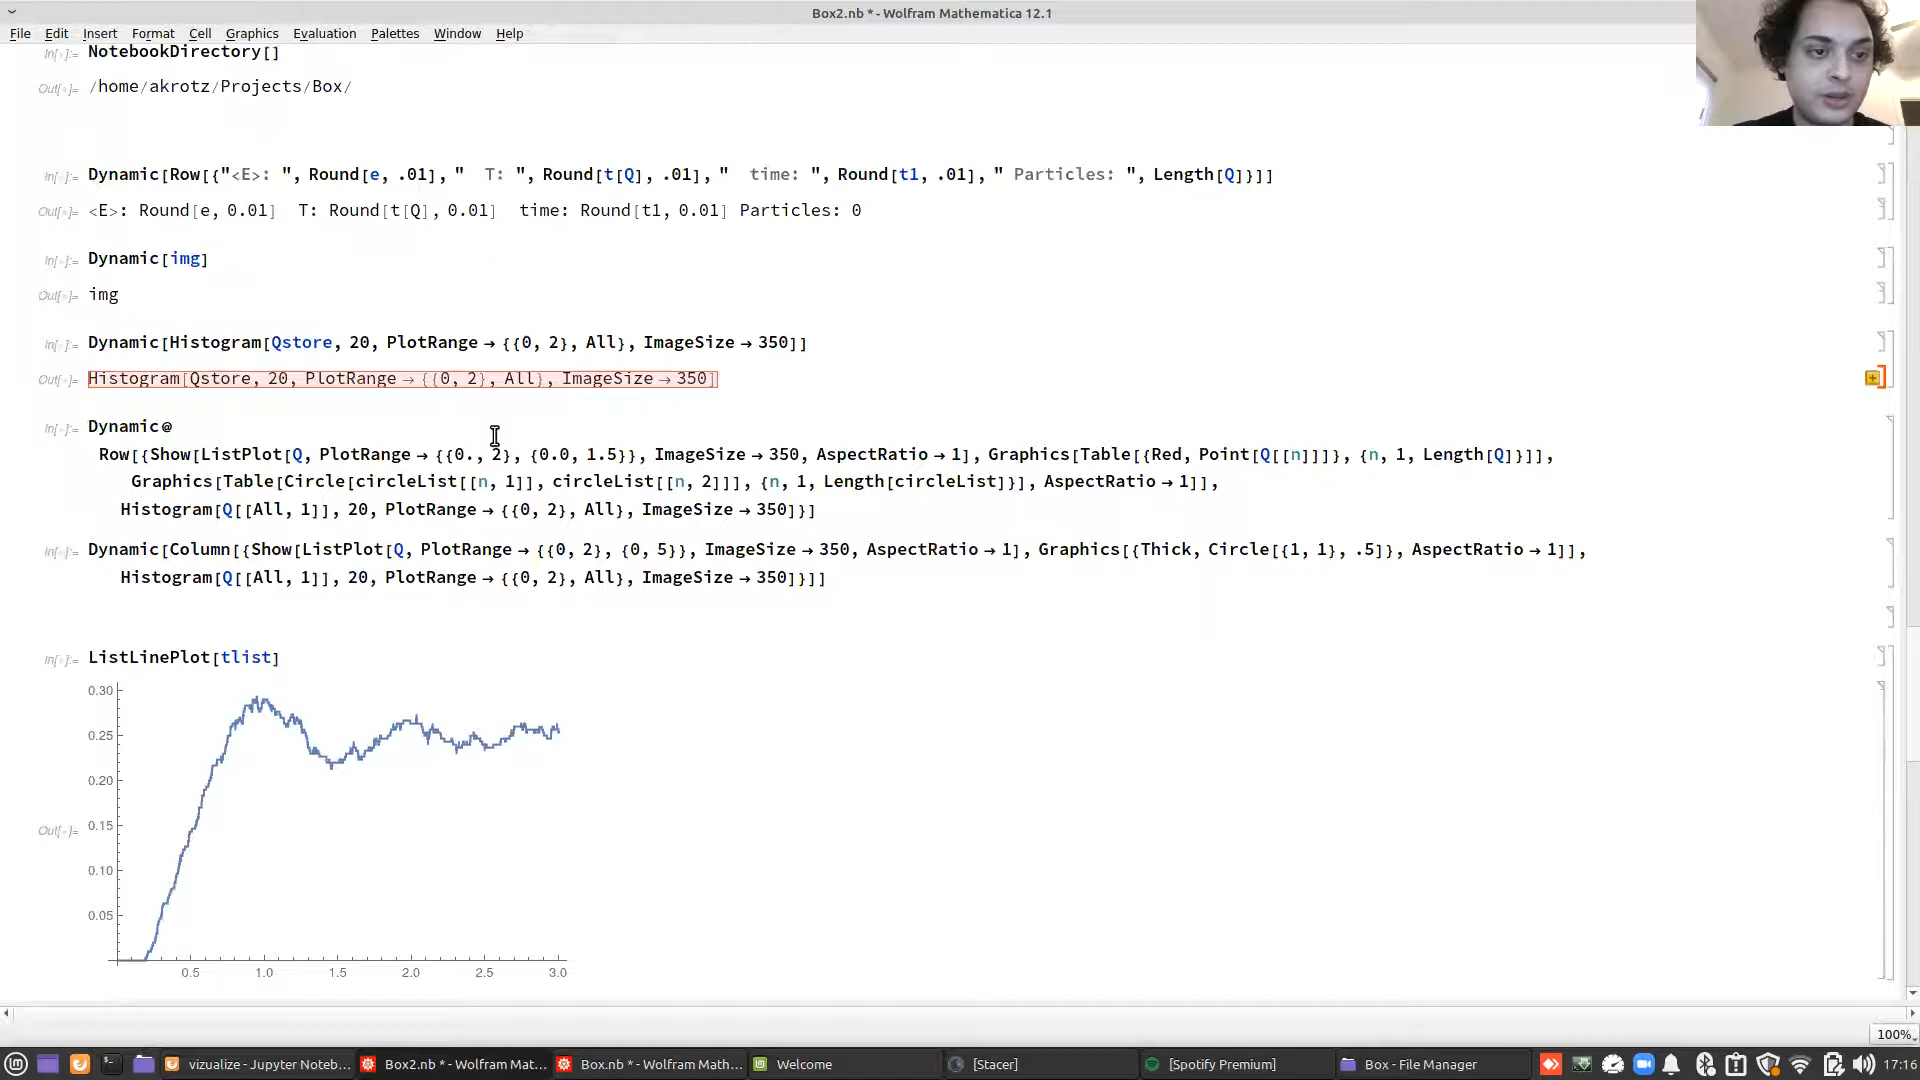 Box2.nb * - Wolfram Mathematica 12.1
File Edit Insert Format Cell Graphics Evaluation Palettes Window Help
In[•]:= NotebookDirectory[]
Out[•]= /home/akrotz/Projects/Box/
In[•]:= Dynamic[Row[{"<E>: ", Round[e, .01], "  T: ", Round[t[Q], .01], "  time: ", Round[t1, .01], " Particles: ", Length[Q]}]]
Out[•]= <E>: Round[e, 0.01]  T: Round[t[Q], 0.01]  time: Round[t1, 0.01] Particles: 0
In[•]:= Dynamic[img]
Out[•]= img
In[•]:= Dynamic[Histogram[Qstore, 20, PlotRange → {{0, 2}, All}, ImageSize → 350]]
Out[•]= Histogram[Qstore, 20, PlotRange → {{0, 2}, All}, ImageSize → 350]
In[•]:= Dynamic@
Row[{Show[ListPlot[Q, PlotRange → {{0., 2}, {0.0, 1.5}}, ImageSize → 350, AspectRatio → 1], Graphics[Table[{Red, Point[Q[[n]]]}, {n, 1, Length[Q]}]],
Graphics[Table[Circle[circleList[[n, 1]], circleList[[n, 2]]], {n, 1, Length[circleList]}], AspectRatio → 1]],
Histogram[Q[[All, 1]], 20, PlotRange → {{0, 2}, All}, ImageSize → 350]}]
In[•]:= Dynamic[Column[{Show[ListPlot[Q, PlotRange → {{0, 2}, {0, 5}}, ImageSize → 350, AspectRatio → 1], Graphics[{Thick, Circle[{1, 1}, .5]}, AspectRatio → 1]],
Histogram[Q[[All, 1]], 20, PlotRange → {{0, 2}, All}, ImageSize → 350]}]]
In[•]:= ListLinePlot[tlist]
0.30
0.25
0.20
0.15
Out[•]=
0.10
0.05
0.5 1.0 1.5 2.0 2.5 3.0
100%
vizualize - Jupyter Noteb... Box2.nb * - Wolfram Mat... Box.nb * - Wolfram Math... Welcome [Stacer] [Spotify Premium] Box - File Manager 17:16